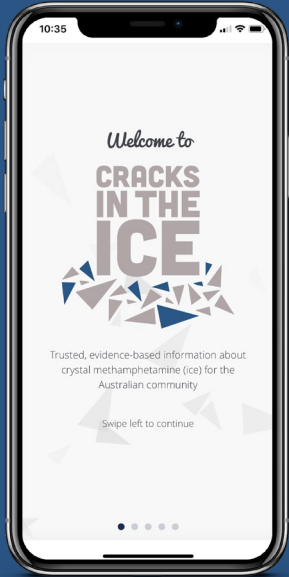 10:35
Welcome to
CRACKS
IN THE
ICE
Trusted, evidence-based information about
crystal methamphetamine (ice) for the
Australian community
Swipe left to continue